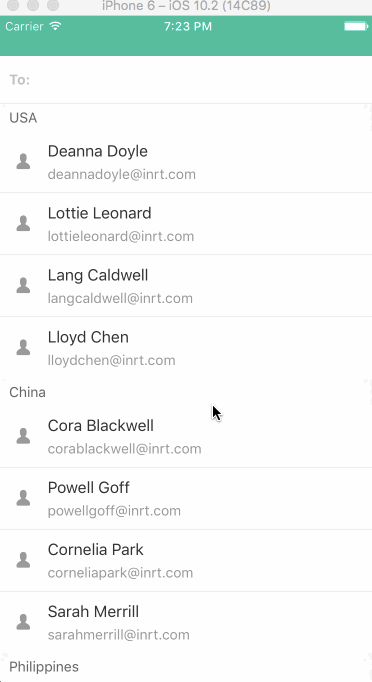 iPhone 6 – iOS 10.2 (14C89)
Carrier 7:23 PM
To:
USA
Deanna Doyle
deannadoyle@inrt.com
Lottie Leonard
lottieleonard@inrt.com
Lang Caldwell
langcaldwell@inrt.com
Lloyd Chen
lloydchen@inrt.com
China
Cora Blackwell
corablackwell@inrt.com
Powell Goff
powellgoff@inrt.com
Cornelia Park
corneliapark@inrt.com
Sarah Merrill
sarahmerrill@inrt.com
Philippines